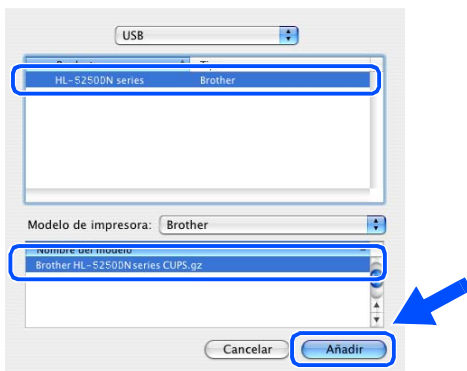 USB
HL-5250DN series Brother
Modelo de impresora: Brother
Nombre del modelo
Brother HL-5250DN series CUPS.gz
Cancelar Añadir